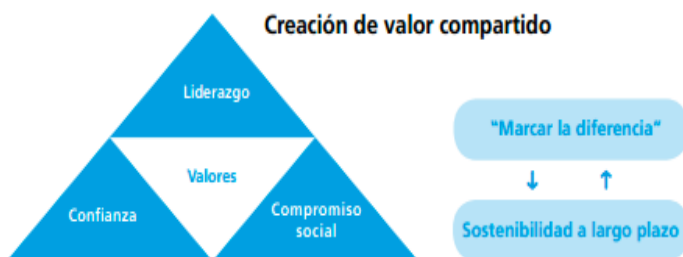 Creación de valor compartido
Liderazgo
Valores
Confianza
Compromiso
social
"Marcar la diferencia"
↓ ↑
Sostenibilidad a largo plazo